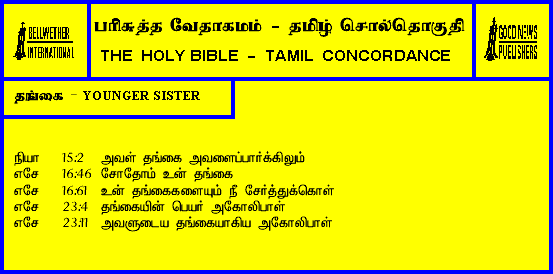 BELLWETHER
INTERNATIONAL
பரிசுத்த வேதாகமம் - தமிழ் சொல்தொகுதி
THE HOLY BIBLE - TAMIL CONCORDANCE
GOOD NEWS
PUBLISHERS
தங்கை - YOUNGER SISTER
நியா 15:2 அவள் தங்கை அவளைப்பார்க்கிலும்
எசே 16:46 சோதோம் உன் தங்கை
எசே 16:61 உன் தங்கைகளையும் நீ சேர்த்துக்கொள்
எசே 23:4 தங்கையின் பெயர் அகோலிபாள்
எசே 23:11 அவளுடைய தங்கையாகிய அகோலிபாள்